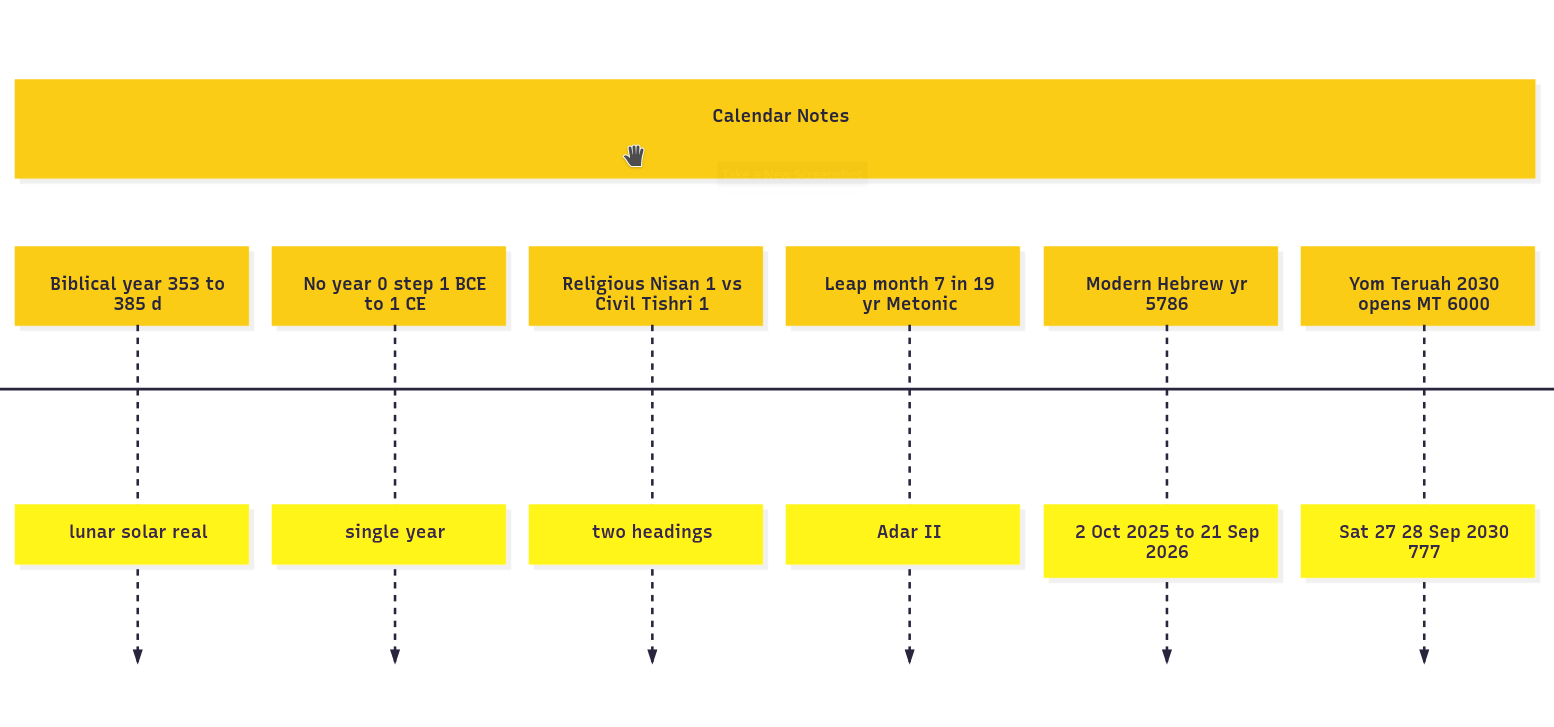 Calendar Notes
Biblical year 353 to
385 d
No year 0 step 1 BCE
to 1 CE
Religious Nisan 1 vs
Civil Tishri 1
Leap month 7 in 19
yr Metonic
Modern Hebrew yr
5786
Yom Teruah 2030
opens MT 6000
lunar solar real
single year
two headings
Adar II
2 Oct 2025 to 21 Sep
2026
Sat 27 28 Sep 2030
777